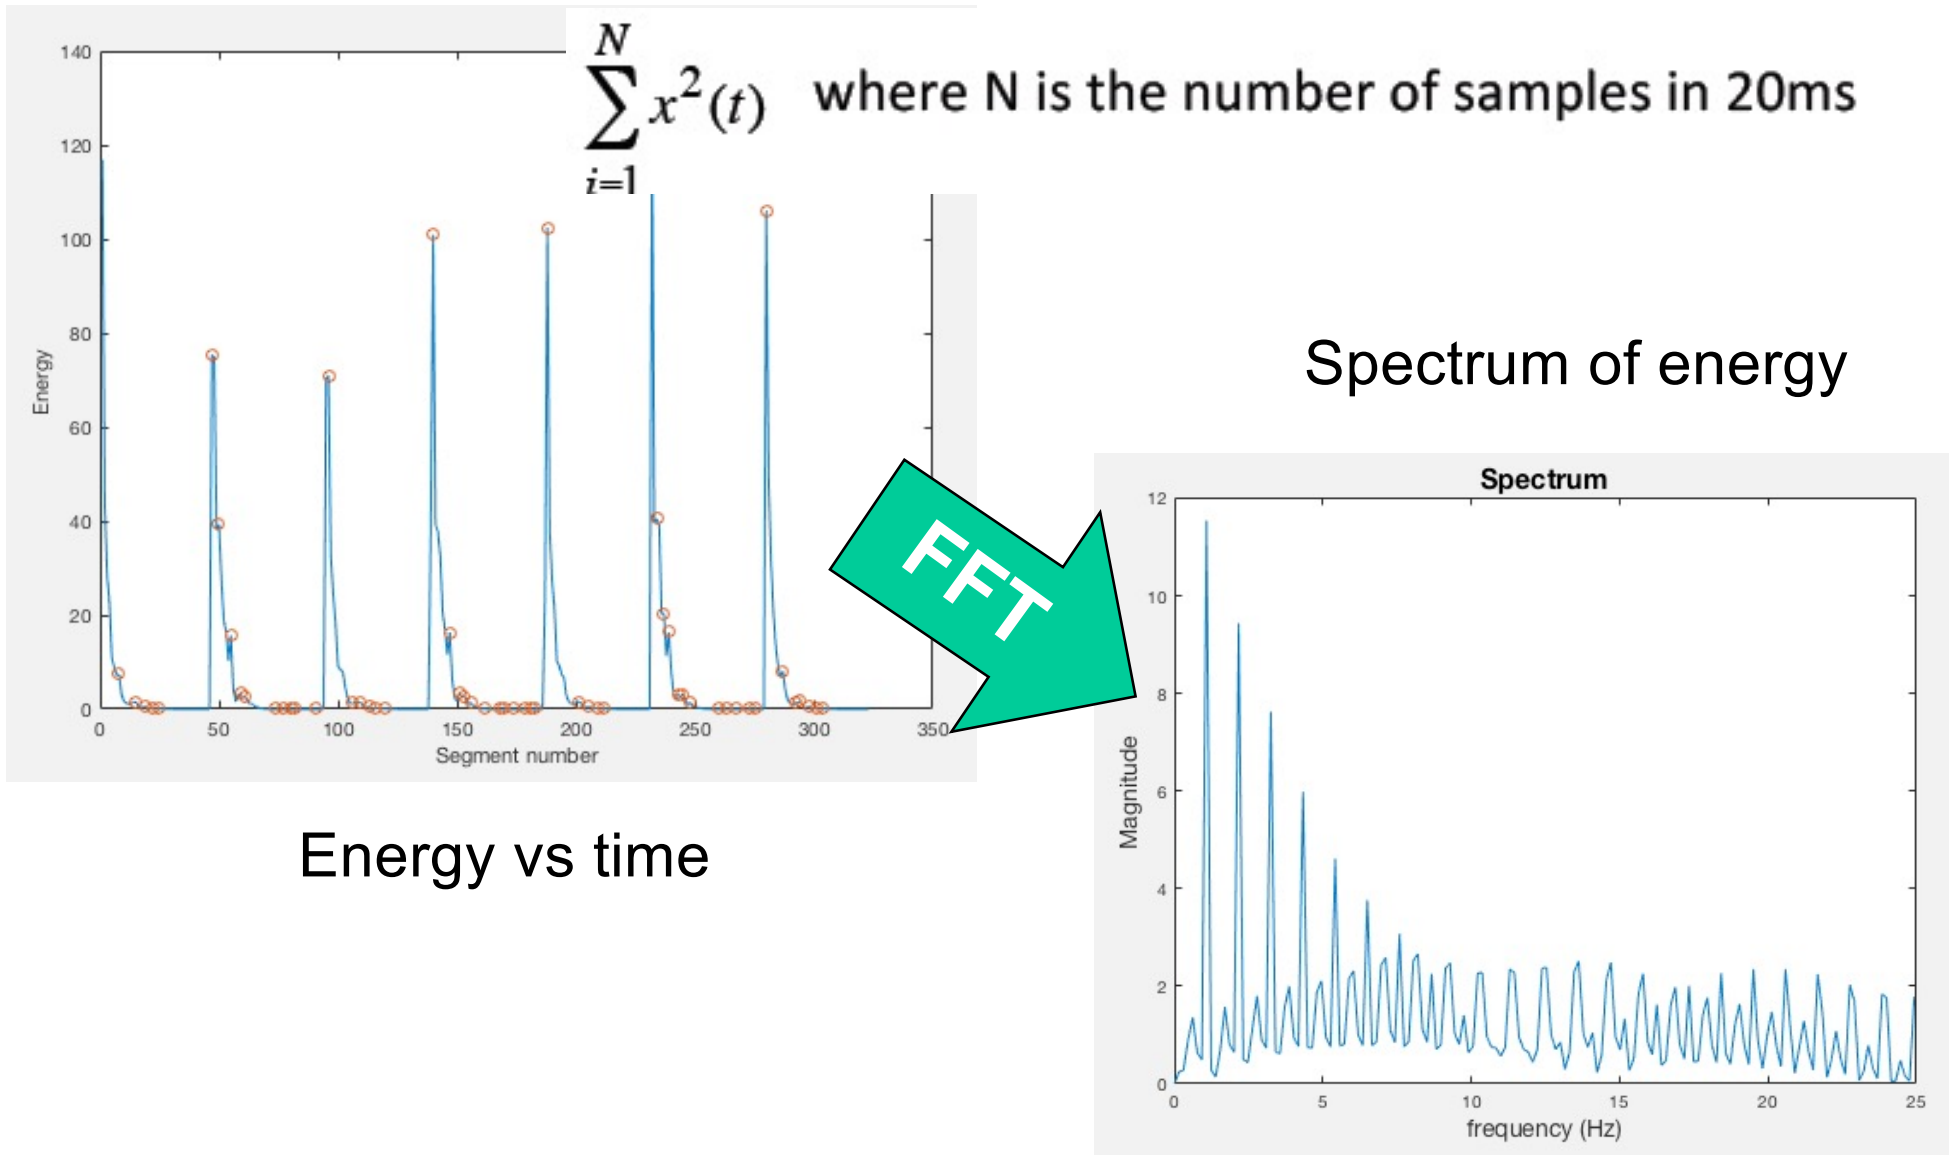 N
∑ x²(t) where N is the number of samples in 20ms
i=1
140
120
100
80
60
40
20
0
Energy
0 50 100 150 200 250 300 350
Segment number
Energy vs time
FFT
Spectrum of energy
Spectrum
12
10
8
6
4
2
0
Magnitude
0 5 10 15 20 25
frequency (Hz)